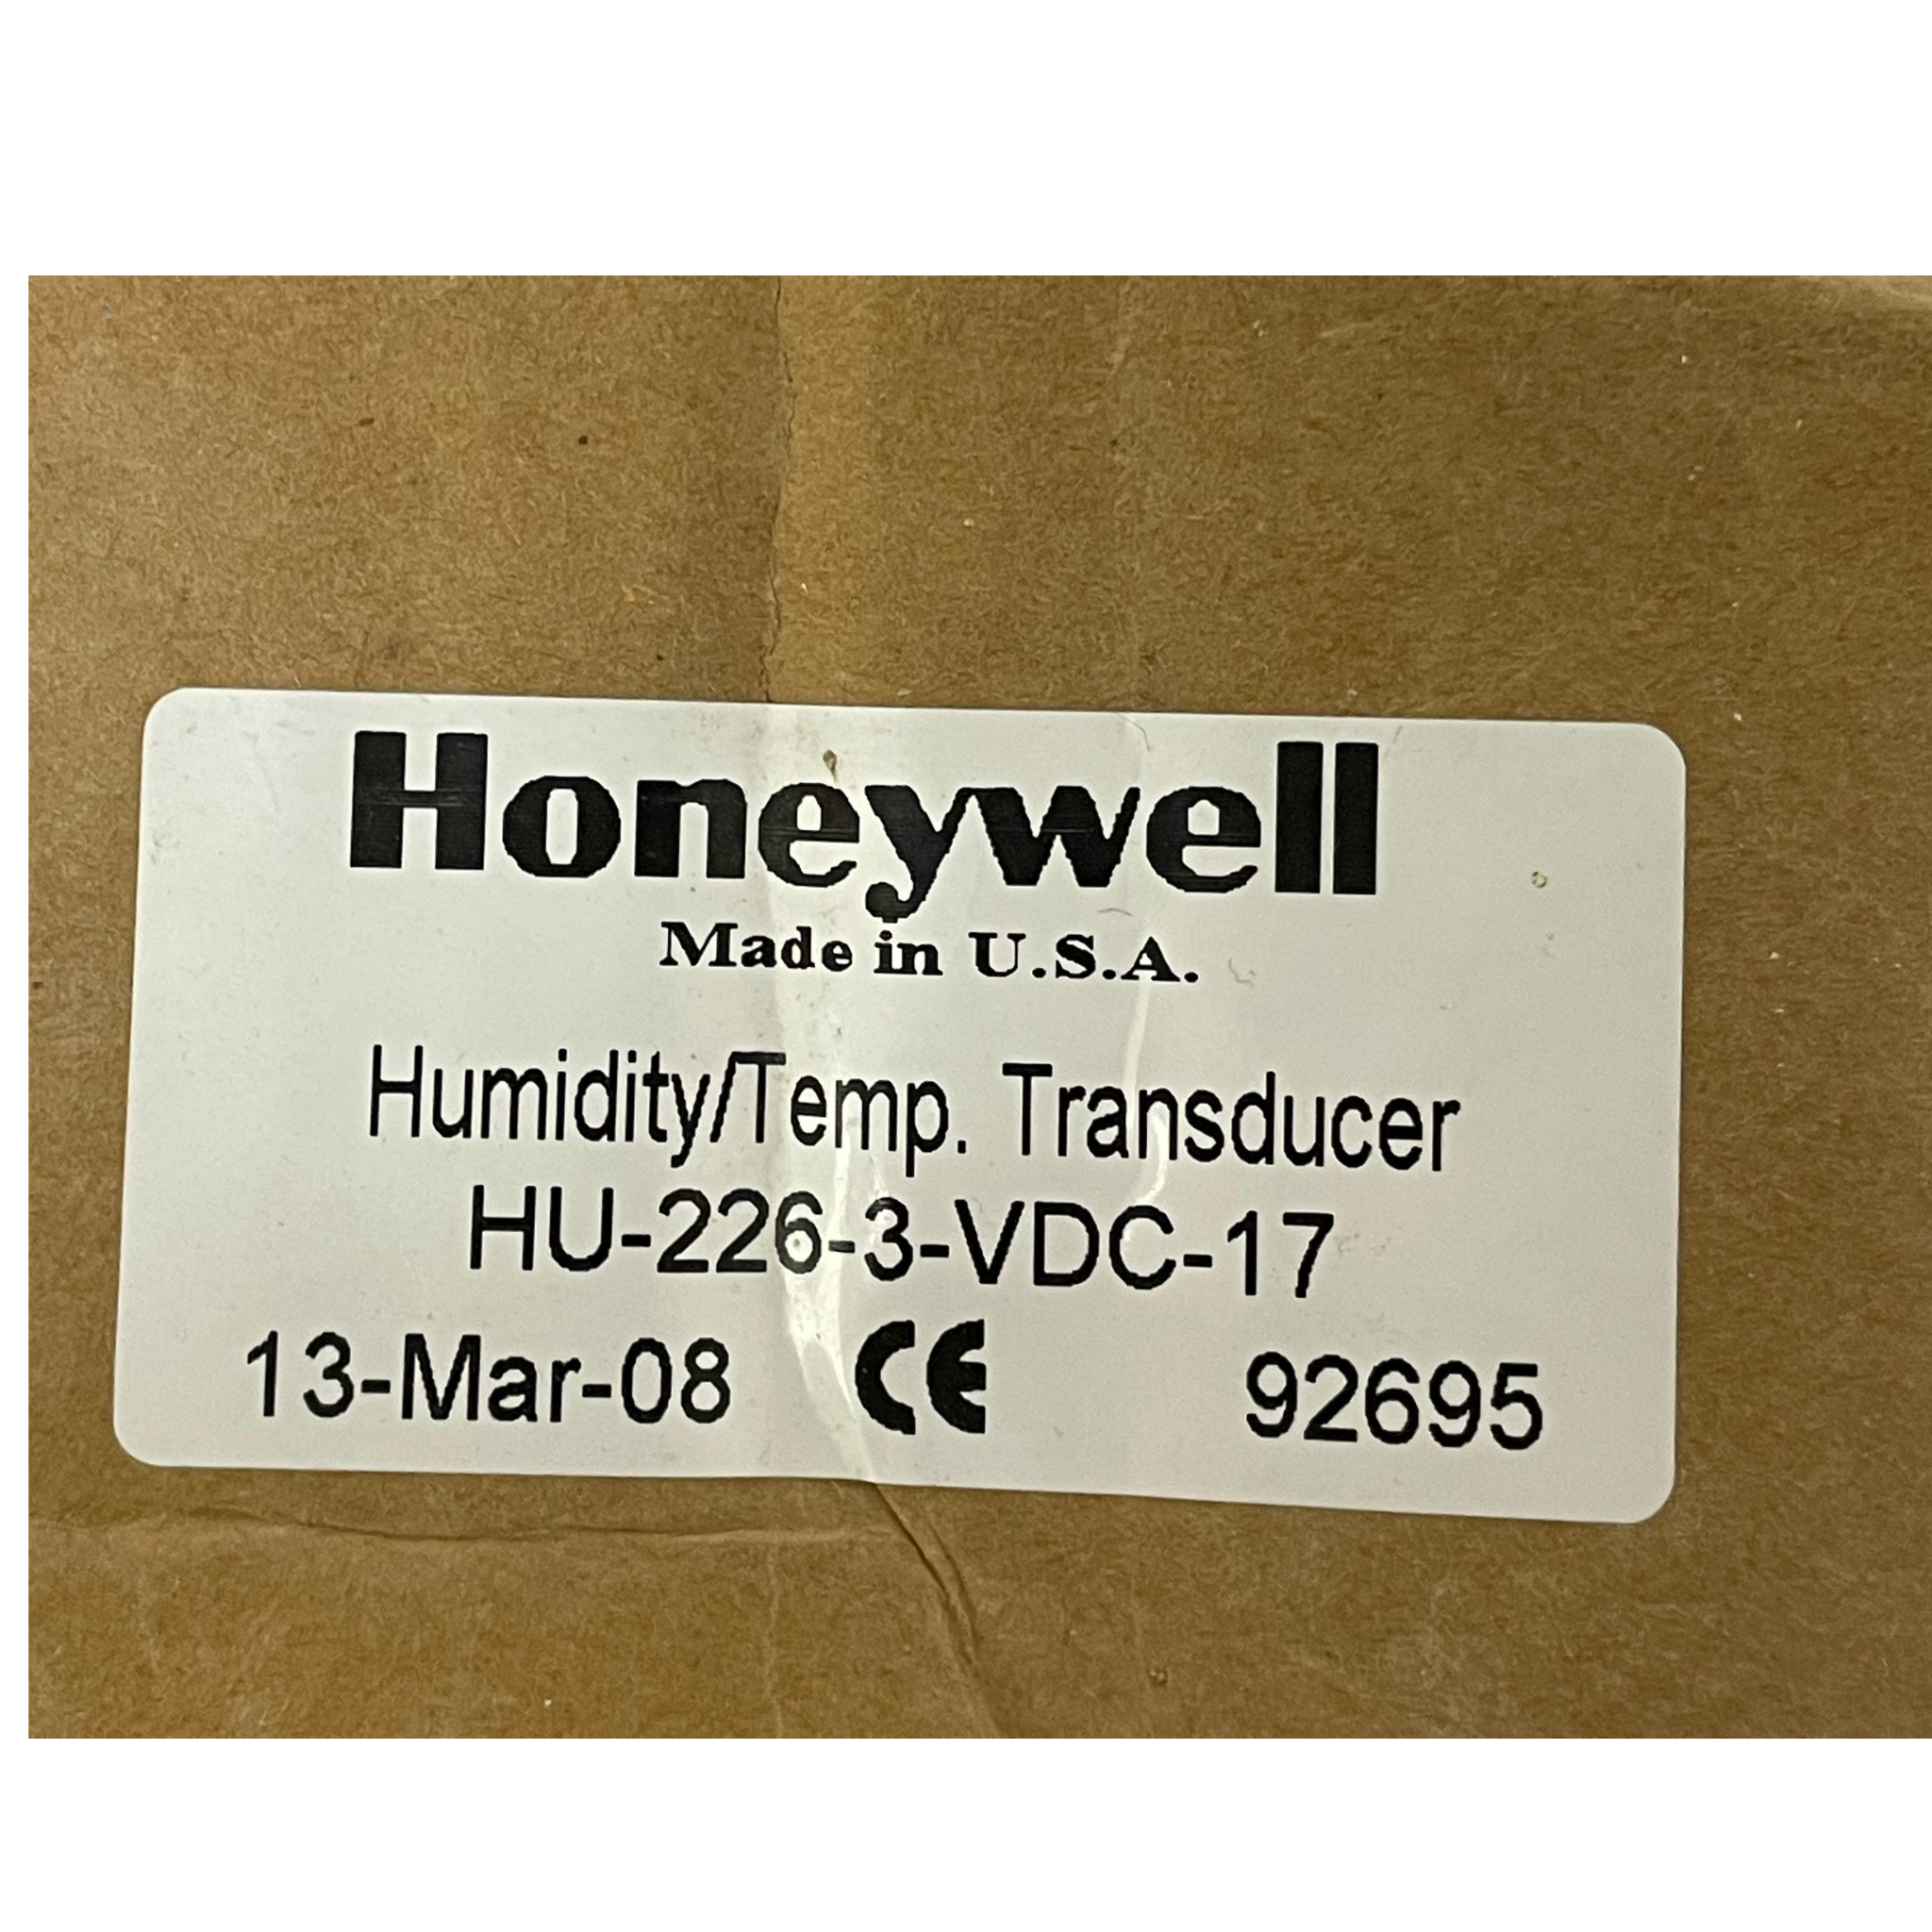 Honeywell
Made in U.S.A.
Humidity/Temp. Transducer
HU-226-3-VDC-17
13-Mar-08 CE 92695